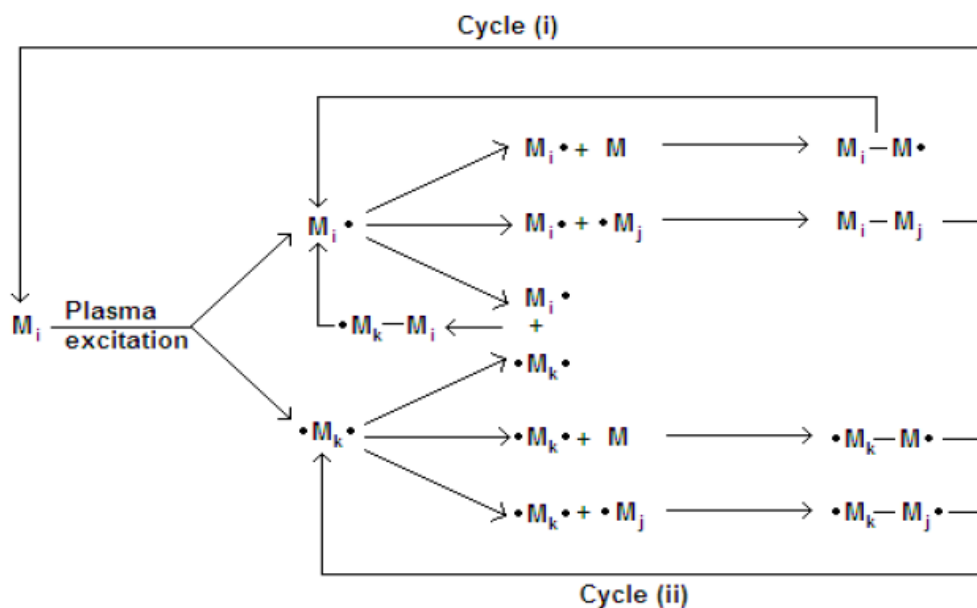 Cycle (i)
Mᵢ• + M ⟶ Mᵢ—M•
Mᵢ• Mᵢ• + •Mⱼ ⟶ Mᵢ—Mⱼ
Mᵢ•
Mᵢ Plasma excitation •Mₖ—Mᵢ ⟵ +
•Mₖ•
•Mₖ• •Mₖ• + M ⟶ •Mₖ—M•
•Mₖ• + •Mⱼ ⟶ •Mₖ—Mⱼ•
Cycle (ii)